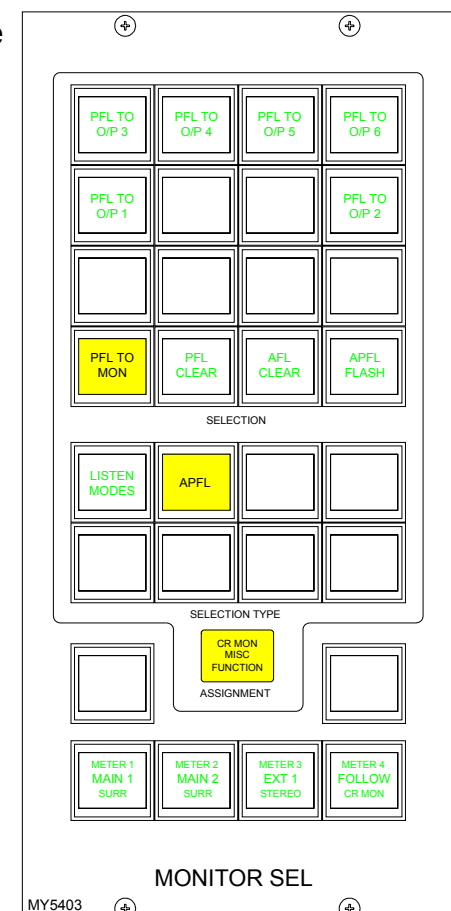 e
PFL TO
O/P 3
PFL TO
O/P 4
PFL TO
O/P 5
PFL TO
O/P 6
PFL TO
O/P 1
PFL TO
O/P 2
PFL TO
MON
PFL
CLEAR
AFL
CLEAR
APFL
FLASH
SELECTION
LISTEN
MODES
APFL
SELECTION TYPE
CR MON
MISC
FUNCTION
ASSIGNMENT
METER 1
MAIN 1
SURR
METER 2
MAIN 2
SURR
METER 3
EXT 1
STEREO
METER 4
FOLLOW
CR MON
MONITOR SEL
MY5403